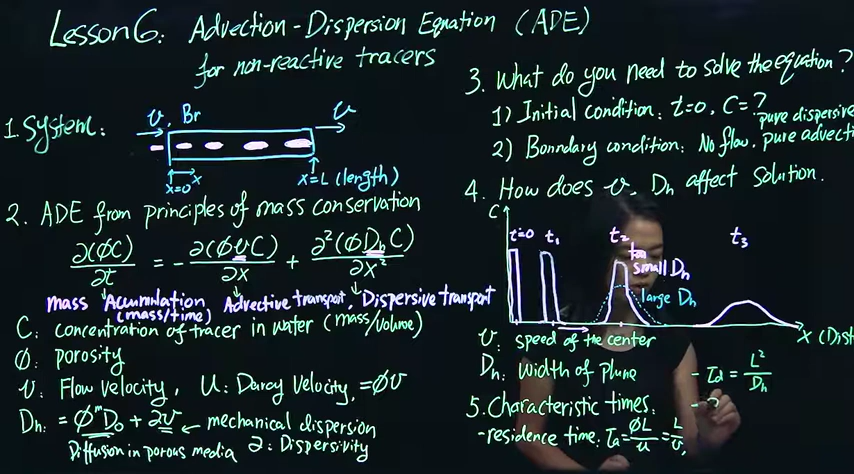 Lesson 6: Advection-Dispersion Equation (ADE)
for non-reactive tracers
1. System:
v, Br
v
x=0 x
x=L (length)
2. ADE from principles of mass conservation
∂(ØC)/∂t = - ∂(ØvC)/∂x + ∂²(ØDhC)/∂x²
mass Accumulation, Advective transport, Dispersive transport
(mass/time)
C: concentration of tracer in water (mass/volume)
Ø: porosity
v: Flow velocity, U: Darcy Velocity, =Øv
Dh: = ØᵐD₀ + ∂v ← mechanical dispersion
Diffusion in porous media ∂: Dispersivity
3. What do you need to solve the equation?
1) Initial condition: t=0, C=?
pure dispersive
2) Boundary condition: No flow, pure advecti
4. How does v, Dh affect solution.
C
t=0 t₁ t₂ t₃
small Dh
large Dh
X (Dist
v: speed of the center
Dh: width of plume
5. Characteristic times:
- residence time: τa = ØL/u = L/v,
- τd = L²/Dh
-